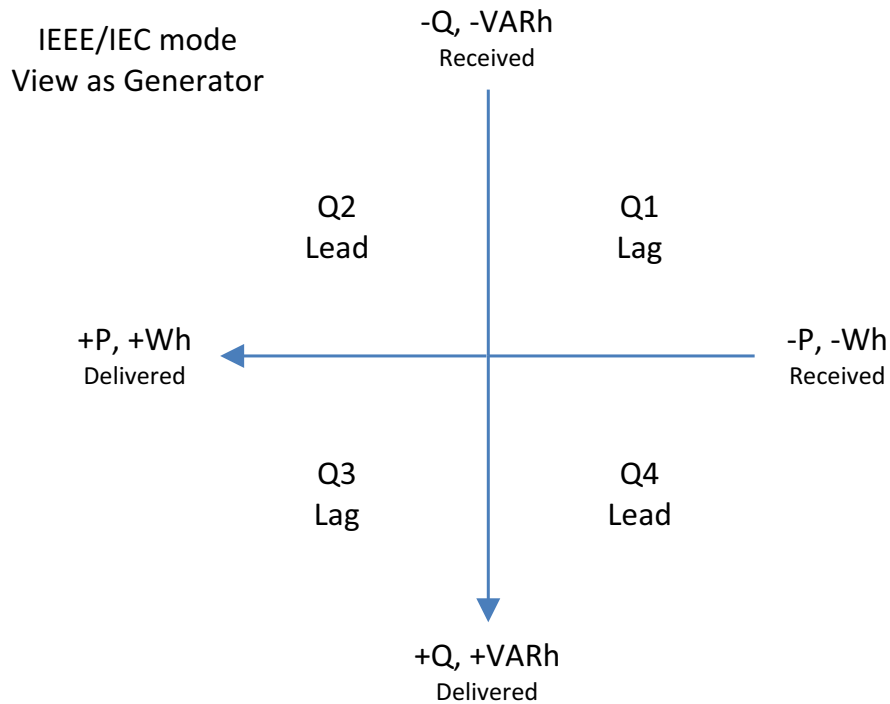 IEEE/IEC mode
View as Generator
-Q, -VARh
Received
Q2
Lead
Q1
Lag
+P, +Wh
Delivered
-P, -Wh
Received
Q3
Lag
Q4
Lead
+Q, +VARh
Delivered